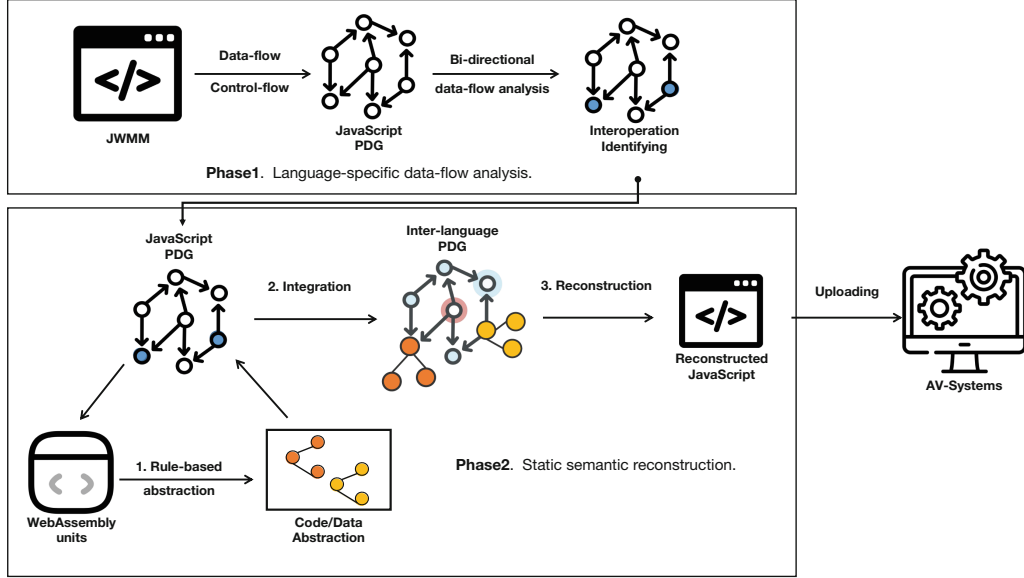 Data-flow
Control-flow
Bi-directional
data-flow analysis
</>
JWMM
JavaScript
PDG
Interoperation
Identifying
Phase1. Language-specific data-flow analysis.
JavaScript
PDG
Inter-language
PDG
2. Integration
3. Reconstruction
Uploading
</>
Reconstructed
JavaScript
AV-Systems
1. Rule-based
abstraction
< >
WebAssembly
units
Code/Data
Abstraction
Phase2. Static semantic reconstruction.